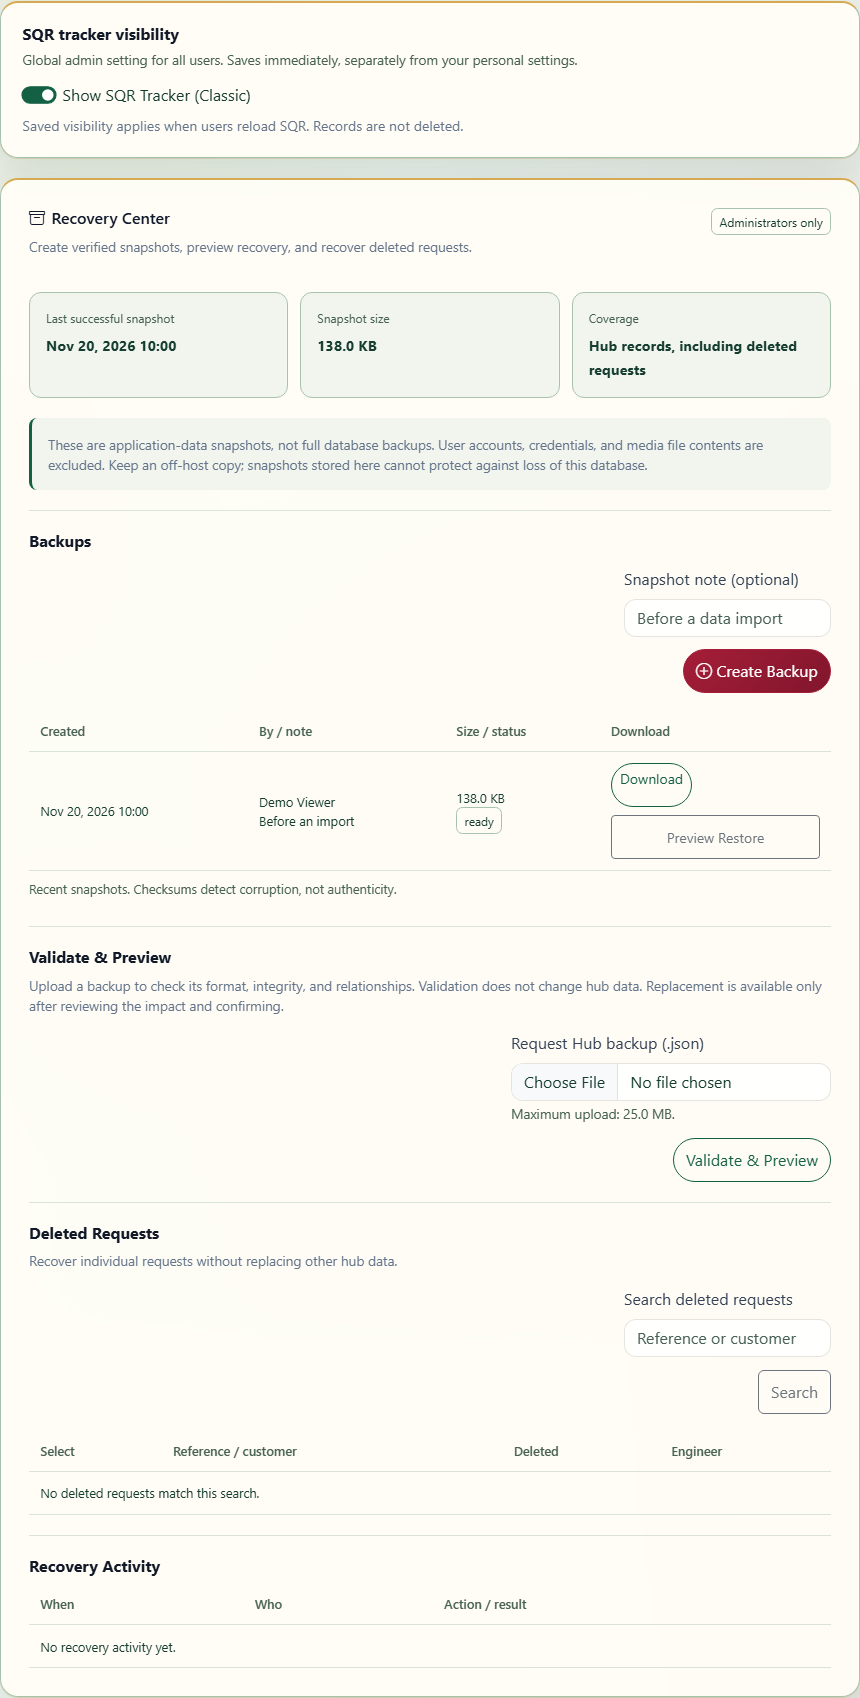 SQR tracker visibility
Global admin setting for all users. Saves immediately, separately from your personal settings.
Show SQR Tracker (Classic)
Saved visibility applies when users reload SQR. Records are not deleted.
Recovery Center
Administrators only
Create verified snapshots, preview recovery, and recover deleted requests.
Last successful snapshot
Nov 20, 2026 10:00
Snapshot size
138.0 KB
Coverage
Hub records, including deleted
requests
These are application-data snapshots, not full database backups. User accounts, credentials, and media file contents are
excluded. Keep an off-host copy; snapshots stored here cannot protect against loss of this database.
Backups
Snapshot note (optional)
Before a data import
Create Backup
Created By / note Size / status Download
Nov 20, 2026 10:00
Demo Viewer
Before an import
138.0 KB
ready
Download
Preview Restore
Recent snapshots. Checksums detect corruption, not authenticity.
Validate & Preview
Upload a backup to check its format, integrity, and relationships. Validation does not change hub data. Replacement is available only
after reviewing the impact and confirming.
Request Hub backup (.json)
Choose File No file chosen
Maximum upload: 25.0 MB.
Validate & Preview
Deleted Requests
Recover individual requests without replacing other hub data.
Search deleted requests
Reference or customer
Search
Select Reference / customer Deleted Engineer
No deleted requests match this search.
Recovery Activity
When Who Action / result
No recovery activity yet.